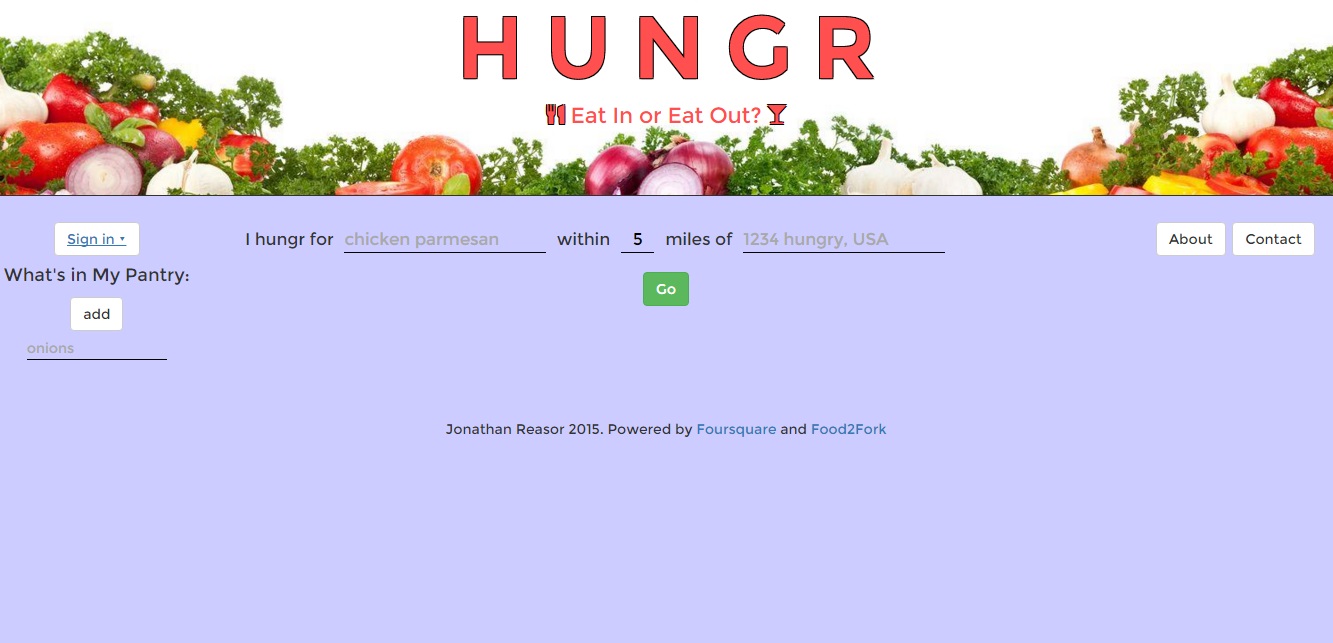 HUNGR
Eat In or Eat Out?
Sign in
I hungr for chicken parmesan within 5 miles of 1234 hungry, USA
About
Contact
What's in My Pantry:
Go
add
onions
Jonathan Reasor 2015. Powered by Foursquare and Food2Fork